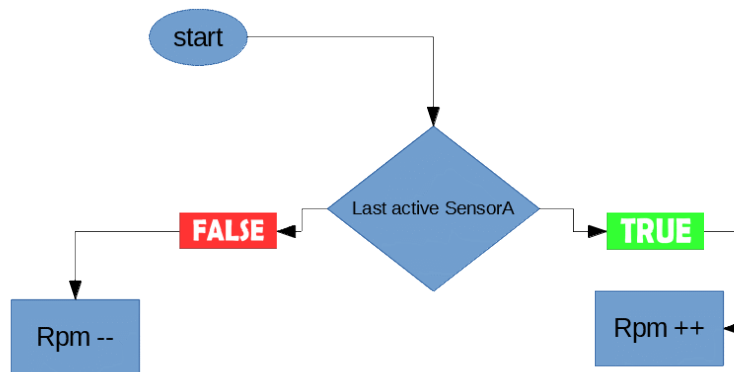 start
Last active SensorA
FALSE
TRUE
Rpm --
Rpm ++